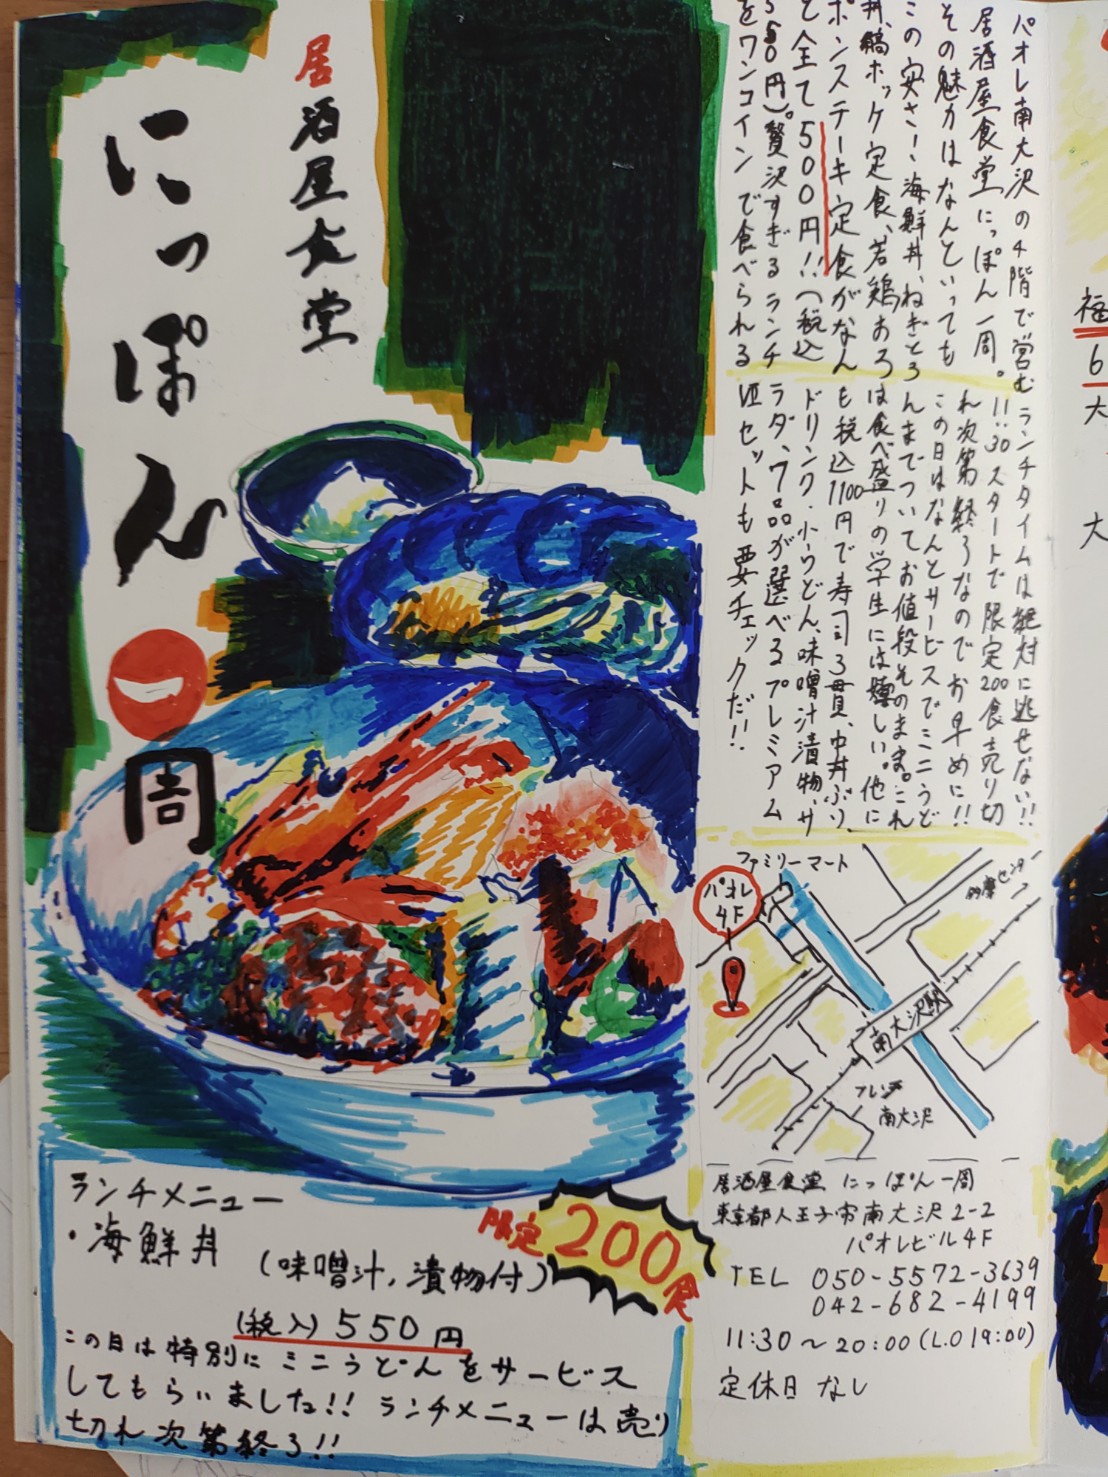 居酒屋食堂
にっぽん
一周
パオレ南大沢の4階で営む
居酒屋食堂にっぽん一周。
その魅力はなんといっても
この安さ！海鮮丼、ねぎとろ
丼、縞ホッケ定食、若鶏おろ
ポンステーキ定食がなん
と全て500円!!(税込
550円)。贅沢すぎるランチ
をワンコインで食べられる
ランチタイムは絶対に逃せない!!
11:30スタートで限定200食売り切
れ次第終了なのでお早めに!!
この日はなんとサービスでミニうど
んまでついてお値段そのまま。これ
は食べ盛りの学生には嬉しい。他に
も税込1100円で寿司3貫、中丼ぶり、
ドリンク、小うどん、味噌汁漬物、サ
ラダ、7品が選べるプレミアム
セットも要チェックだ!!
ファミリーマート
パオレ
4F
多摩センター
南大沢駅
フレンテ
南大沢
居酒屋食堂 にっぽん一周
東京都八王子市南大沢2-2
パオレビル4F
TEL 050-5572-3639
042-682-4199
11:30～20:00(L.O19:00)
定休日 なし
ランチメニュー
・海鮮丼
(味噌汁,漬物付)
限定200食
(税入)550円
この日は特別にミニうどんをサービス
してもらいました!! ランチメニューは売り
切れ次第終了!!
福
6
大
大